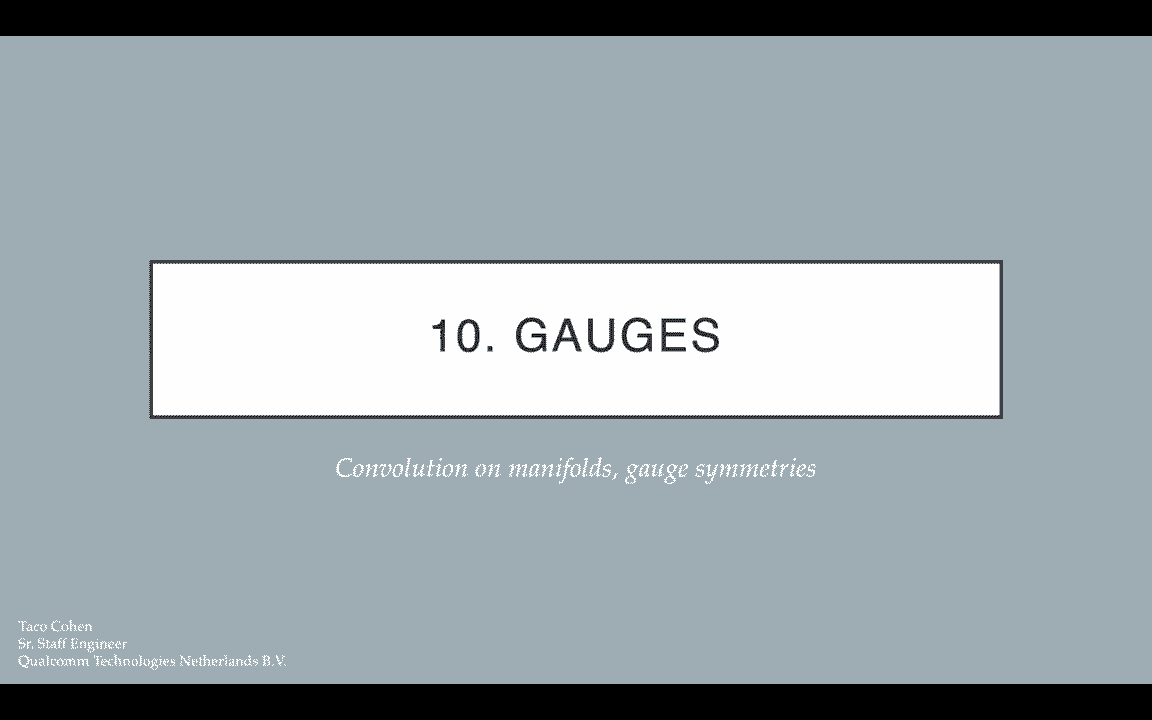 10. GAUGES
Convolution on manifolds, gauge symmetries
Taco Cohen
Sr. Staff Engineer
Qualcomm Technologies Netherlands B.V.